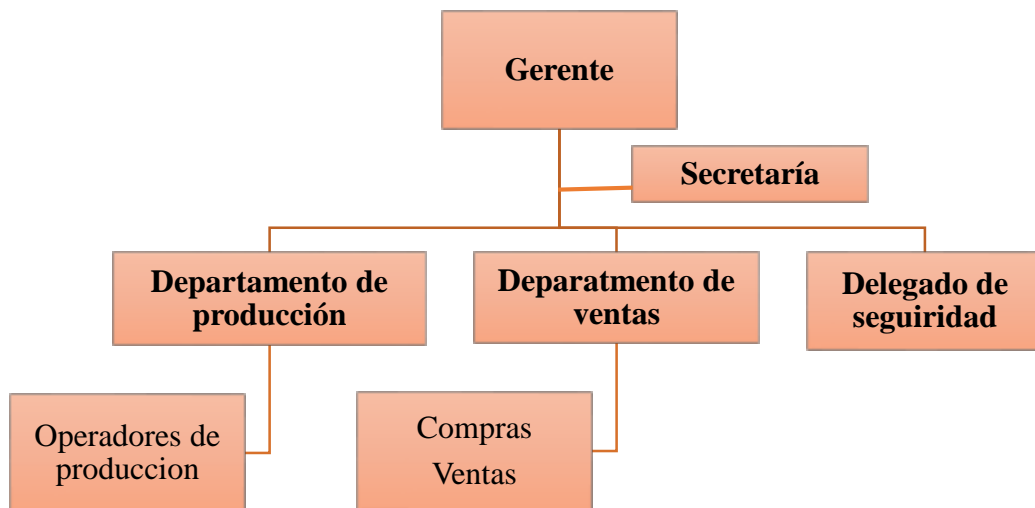 Gerente
Secretaría
Departamento de
producción
Deparatmento de
ventas
Delegado de
seguiridad
Operadores de
produccion
Compras
Ventas